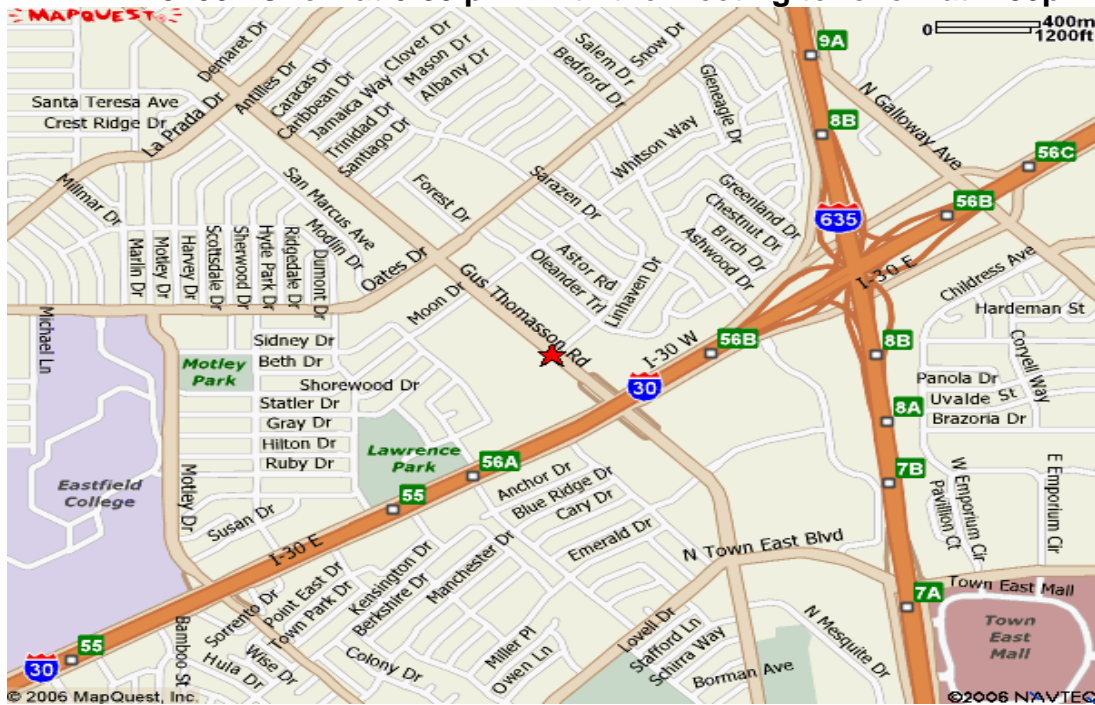 MAPQUEST
0
400m
1200ft
9A
Demaret Dr
Antilles Dr
Caracas Dr
Caribbean Dr
Jamaica Way
Clover Dr
Mason Dr
Albany Dr
Trinidad Dr
Santiago Dr
Salem Dr
Bedford Dr
Snow Dr
Gleneagle Dr
N Galloway Ave
8B
56C
Santa Teresa Ave
Crest Ridge Dr
La Prada Dr
Whitson Way
Millmar Dr
San Marcus Ave
Forest Dr
Sarazen Dr
Greenland Dr
Chestnut Dr
Birch Dr
Ashwood Dr
635
56B
Marlin Dr
Motley Dr
Harvey Dr
Scottsdale Dr
Sherwood Dr
Hyde Park Dr
Ridgedale Dr
Dumont Dr
Modlin Dr
Oates Dr
Gus Thomasson Rd
Astor Rd
Oleander Trl
Linhaven Dr
I-30 E
Childress Ave
Hardeman St
Michael Ln
Moon Dr
Sidney Dr
Beth Dr
Motley
Park
I-30 W
56B
8B
Coryell Way
Shorewood Dr
Statler Dr
Gray Dr
Hilton Dr
Ruby Dr
30
Panola Dr
Uvalde St
Brazoria Dr
8A
Lawrence
Park
56A
7B
Eastfield
College
Motley Dr
Susan Dr
55
Anchor Dr
Blue Ridge Dr
Cary Dr
Emerald Dr
W Emporium Cir
Pavillion Ct
E Emporium Cir
I-30 E
N Town East Blvd
Town East Mall
7A
Sorrento Dr
Point East Dr
Town Park Dr
Kensington Dr
Berkshire Dr
Manchester Dr
Town
East
Mall
Bamboo St
Hula Dr
Wise Dr
Colony Dr
Miller Pl
Owen Ln
Lovell Dr
Stafford Ln
Schirra Way
Borman Ave
N Mesquite Dr
55
30
© 2006 MapQuest, Inc.
©2006 NAVTEQ